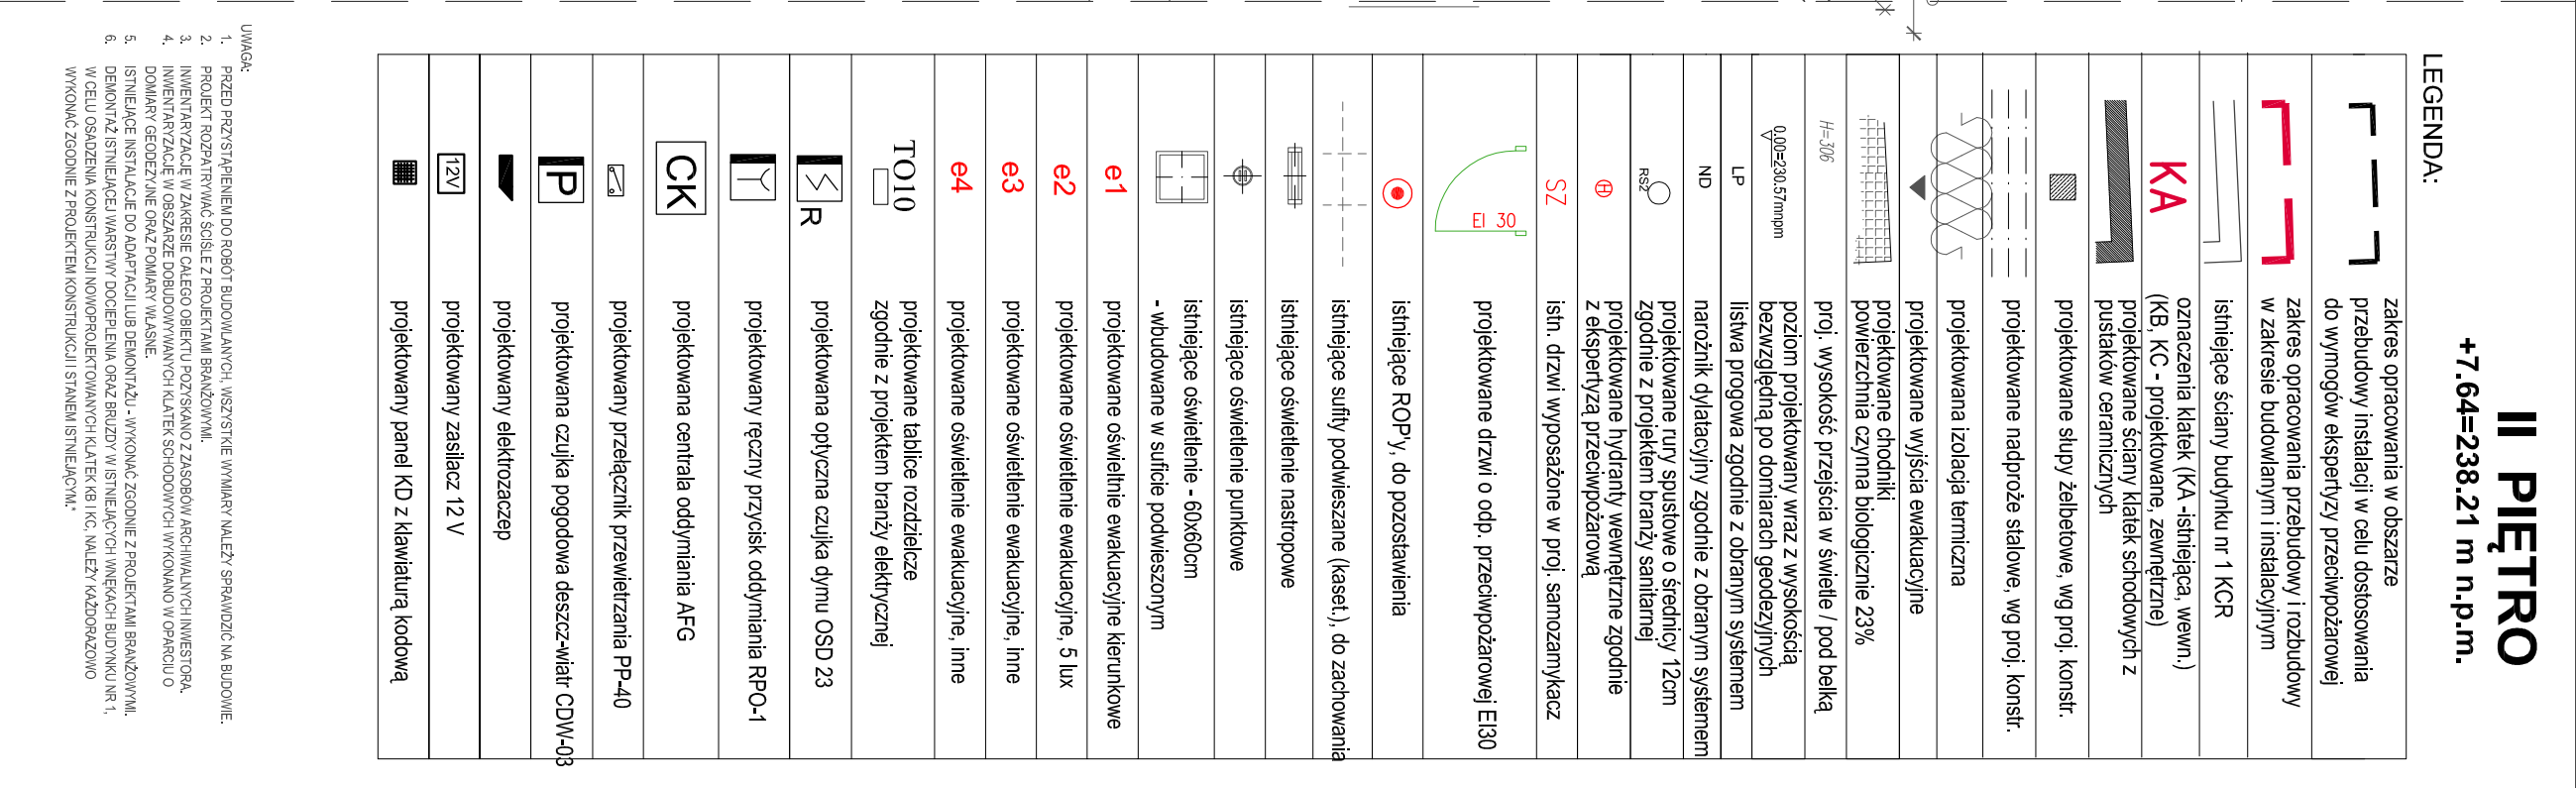 II PIĘTRO
+7.64=238.21 m n.p.m.
LEGENDA:
zakres opracowania w obszarze
przebudowy instalacji w celu dostosowania
do wymogów ekspertyzy przeciwpożarowej
zakres opracowania przebudowy i rozbudowy
w zakresie budowlanym i instalacyjnym
istniejące ściany budynku nr 1 KCR
KA
oznaczenia klatek (KA -istniejąca, wewn.)
(KB, KC - projektowane, zewnętrzne)
projektowane ściany klatek schodowych z
pustaków ceramicznych
projektowane słupy żelbetowe, wg proj. konstr.
projektowane nadproże stalowe, wg proj. konstr.
projektowana izolacja termiczna
projektowane wyjścia ewakuacyjne
projektowane chodniki
powierzchnia czynna biologicznie 23%
H=306
proj. wysokość przejścia w świetle / pod belką
0.00=230.57mnpm
poziom projektowany wraz z wysokością
bezwzględną po domiarach geodezyjnych
LP
listwa progowa zgodnie z obranym systemem
ND
narożnik dylatacyjny zgodnie z obranym systemem
RS2
projektowane rury spustowe o średnicy 12cm
zgodnie z projektem branży sanitarnej
H
projektowane hydranty wewnętrzne zgodnie
z ekspertyzą przeciwpożarową
SZ
istn. drzwi wyposażone w proj. samozamykacz
EI 30
projektowane drzwi o odp. przeciwpożarowej EI30
istniejące ROP'y, do pozostawienia
istniejące sufity podwieszane (kaset.), do zachowania
istniejące oświetlenie nastropowe
istniejące oświetlenie punktowe
istniejące oświetlenie - 60x60cm
- wbudowane w suficie podwieszonym
e1
projektowane oświeltnie ewakuacyjne kierunkowe
e2
projektowane oświetlenie ewakuacyjne, 5 lux
e3
projektowane oświetlenie ewakuacyjne, inne
e4
projektowane oświetlenie ewakuacyjne, inne
TO10
projektowane tablice rozdzielcze
zgodnie z projektem branży elektrycznej
R
projektowana optyczna czujka dymu OSD 23
projektowany ręczny przycisk oddymiania RPO-1
CK
projektowana centrala oddymiania AFG
projektowany przełącznik przewietrzania PP-40
P
projektowana czujka pogodowa deszcz-wiatr CDW-03
projektowany elektrozaczep
12V
projektowany zasilacz 12 V
projektowany panel KD z klawiaturą kodową
UWAGA:
1. PRZED PRZYSTĄPIENIEM DO ROBÓT BUDOWLANYCH, WSZYSTKIE WYMIARY NALEŻY SPRAWDZIĆ NA BUDOWIE.
2. PROJEKT ROZPATRYWAĆ ŚCIŚLE Z PROJEKTAMI BRANŻOWYMI.
3. INWENTARYZACJĘ W ZAKRESIE CAŁEGO OBIEKTU POZYSKANO Z ZASOBÓW ARCHIWALNYCH INWESTORA.
4. INWENTARYZACJĘ W OBSZARZE DOBUDOWYWANYCH KLATEK SCHODOWYCH WYKONANO W OPARCIU O
DOMIARY GEODEZYJNE ORAZ POMIARY WŁASNE.
5. ISTNIEJĄCE INSTALACJE DO ADAPTACJI LUB DEMONTAŻU - WYKONAĆ ZGODNIE Z PROJEKTAMI BRANŻOWYMI.
6. DEMONTAŻ ISTNIEJĄCEJ WARSTWY DOCIEPLENIA ORAZ BRUZDY W ISTNIEJĄCYCH WNĘKACH BUDYNKU NR 1,
W CELU OSADZENIA KONSTRUKCJI NOWOPROJEKTOWANYCH KLATEK KB I KC, NALEŻY KAŻDORAZOWO
WYKONAĆ ZGODNIE Z PROJEKTEM KONSTRUKCJI I STANEM ISTNIEJĄCYM.*